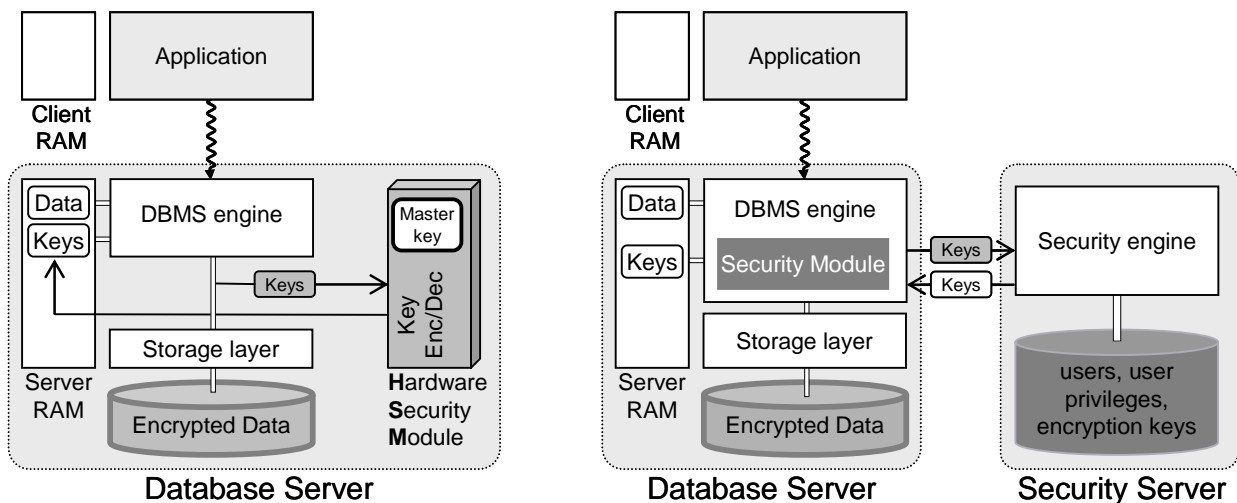 Application
Client
RAM
Data
Keys
DBMS engine
Master
key
Keys
Key
Enc/Dec
Storage layer
Server
RAM
Encrypted Data
Hardware
Security
Module
Database Server
Application
Client
RAM
Data
Keys
DBMS engine
Security Module
Keys
Keys
Security engine
Storage layer
Server
RAM
Encrypted Data
users, user
privileges,
encryption keys
Database Server
Security Server